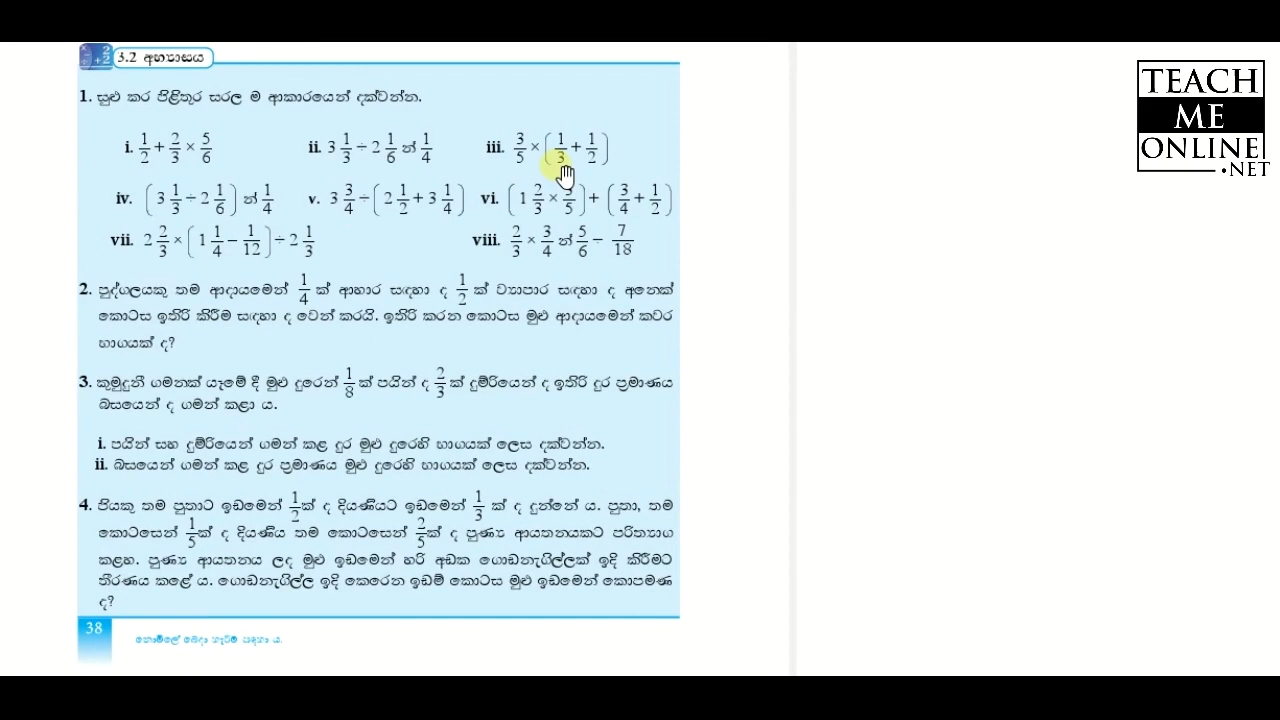 3.2 අභ්‍යාසය
TEACH
ME
ONLINE.
.NET
1. සුළු කර පිළිතුර සරල ම ආකාරයෙන් දක්වන්න.
i. 1/2 + 2/3 × 5/6 ii. 3 1/3 ÷ 2 1/6 න් 1/4 iii. 3/5 × (1/3 + 1/2)
iv. (3 1/3 ÷ 2 1/6) න් 1/4 v. 3 3/4 ÷ (2 1/2 + 3 1/4) vi. (1 2/3 × 3/5) + (3/4 + 1/2)
vii. 2 2/3 × (1 1/4 − 1/12) ÷ 2 1/3 viii. 2/3 × 3/4 න් 5/6 ÷ 7/18
2. පුද්ගලයකු තම ආදායමෙන් 1/4 ක් ආහාර සඳහා ද 1/2 ක් ව්‍යාපාර සඳහා ද අනෙක්
කොටස ඉතිරි කිරීම සඳහා ද වෙන් කරයි. ඉතිරි කරන කොටස මුළු ආදායමෙන් කවර
භාගයක් ද?
3. කුමුදුනී ගමනක් යෑමේ දී මුළු දුරෙන් 1/8 ක් පයින් ද 2/3 ක් දුම්රියෙන් ද ඉතිරි දුර ප්‍රමාණය
බසයෙන් ද ගමන් කළා ය.
i. පයින් සහ දුම්රියෙන් ගමන් කළ දුර මුළු දුරෙහි භාගයක් ලෙස දක්වන්න.
ii. බසයෙන් ගමන් කළ දුර ප්‍රමාණය මුළු දුරෙහි භාගයක් ලෙස දක්වන්න.
4. පියකු තම පුතාට ඉඩමෙන් 1/2ක් ද දියණියට ඉඩමෙන් 1/3 ක් ද දුන්නේ ය. පුතා, තම
කොටසෙන් 1/5ක් ද දියණිය තම කොටසෙන් 2/5ක් ද පුණ්‍ය ආයතනයකට පරිත්‍යාග
කළහ. පුණ්‍ය ආයතනය ලද මුළු ඉඩමෙන් හරි අඩක ගොඩනැගිල්ලක් ඉදි කිරීමට
තීරණය කළේ ය. ගොඩනැගිල්ල ඉදි කෙරෙන ඉඩම් කොටස මුළු ඉඩමෙන් කොපමණ
ද?
38 නොමිලේ බෙදා හැරීම සඳහා ය.